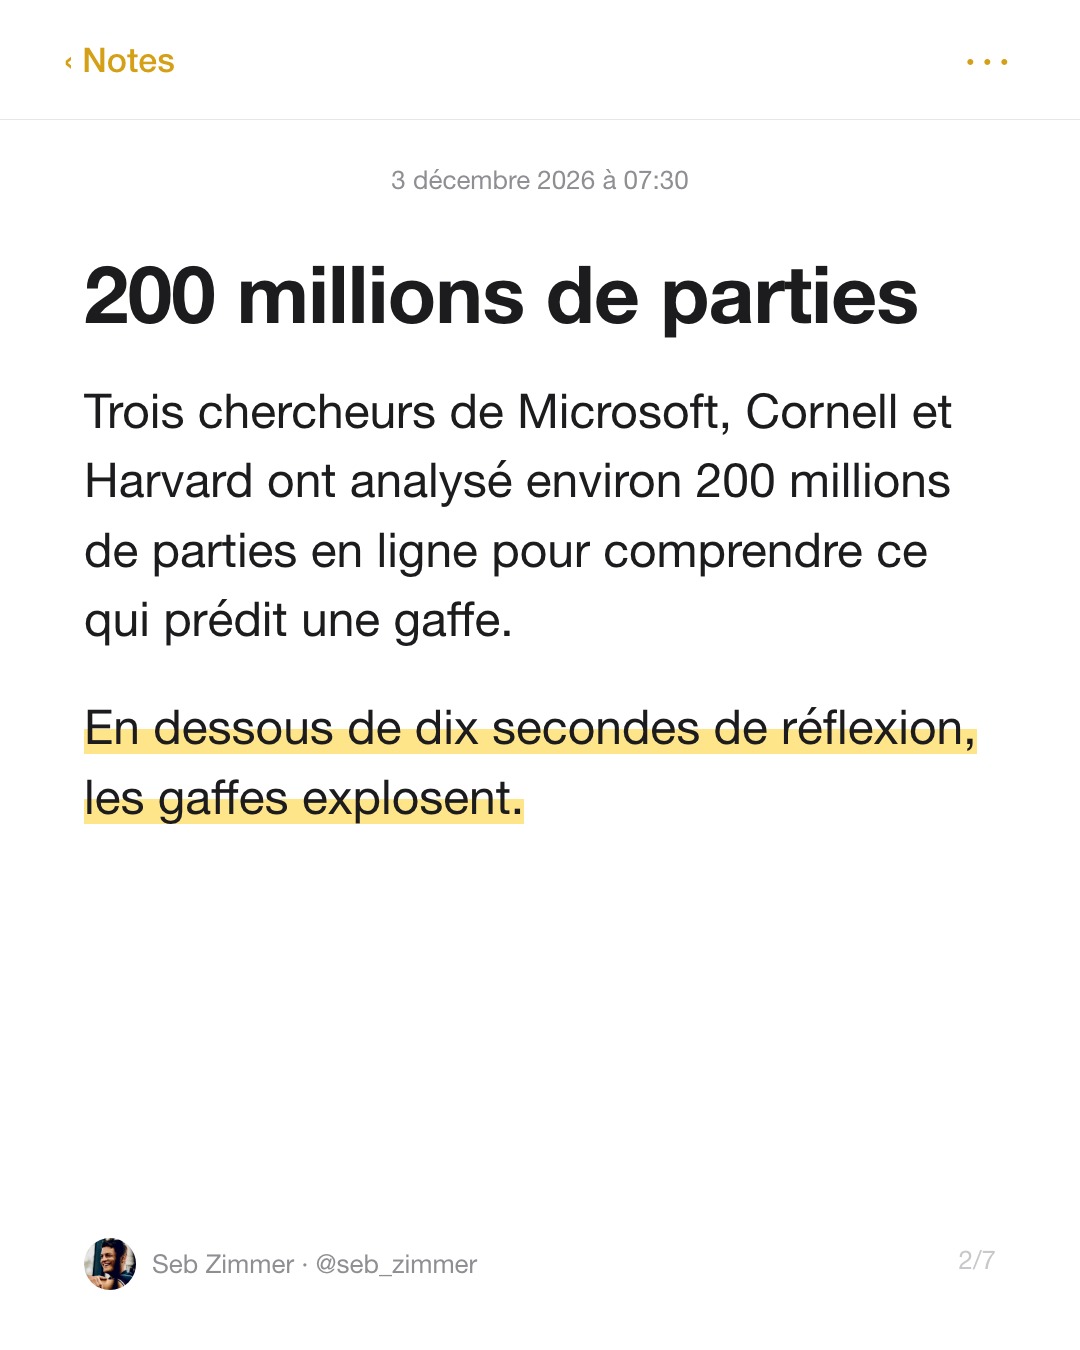 ‹ Notes
...
3 décembre 2026 à 07:30
200 millions de parties
Trois chercheurs de Microsoft, Cornell et
Harvard ont analysé environ 200 millions
de parties en ligne pour comprendre ce
qui prédit une gaffe.
En dessous de dix secondes de réflexion,
les gaffes explosent.
Seb Zimmer · @seb_zimmer
2/7